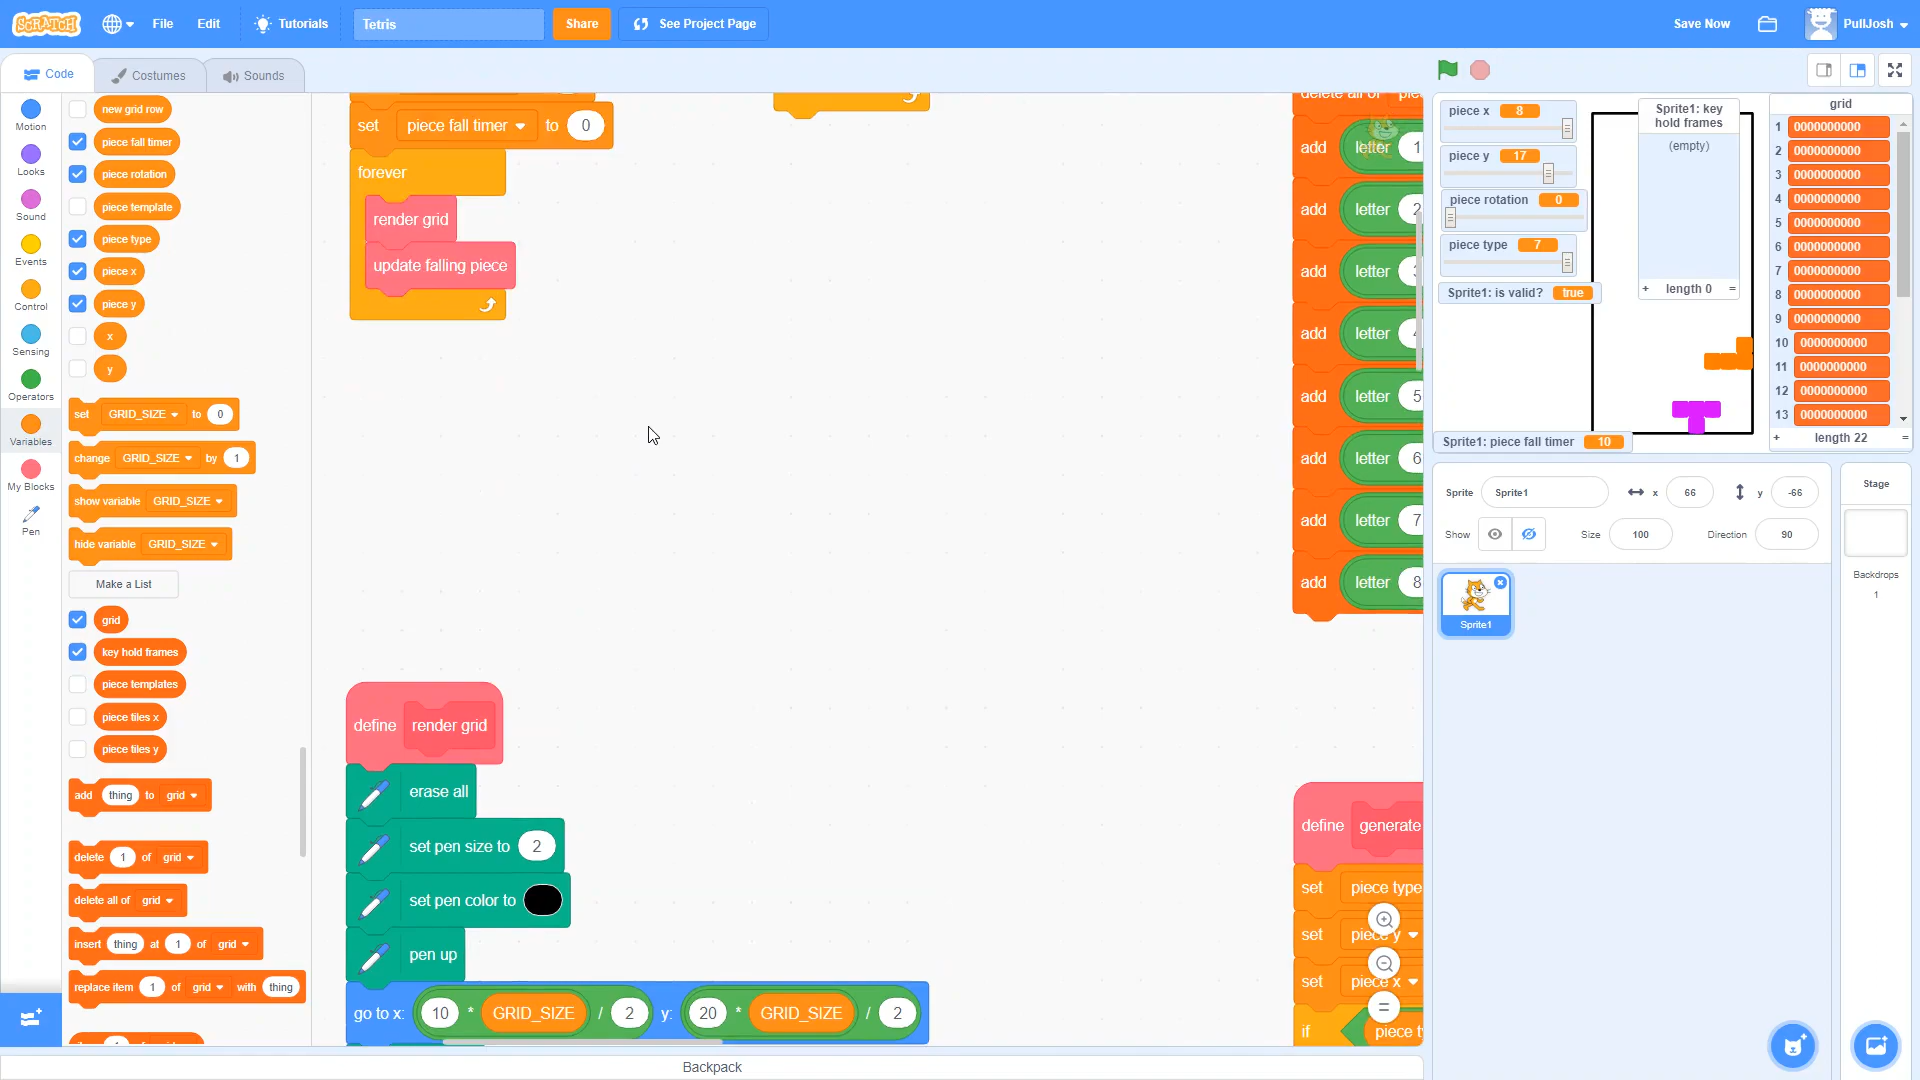 SCRATCH
File
Edit
Tutorials
Tetris
Share
See Project Page
Save Now
PullJosh
Code
Costumes
Sounds
Motion
Looks
Sound
Events
Control
Sensing
Operators
Variables
My Blocks
Pen
new grid row
piece fall timer
piece rotation
piece template
piece type
piece x
piece y
x
y
set GRID_SIZE to 0
change GRID_SIZE by 1
show variable GRID_SIZE
hide variable GRID_SIZE
Make a List
grid
key hold frames
piece templates
piece tiles x
piece tiles y
add thing to grid
delete 1 of grid
delete all of grid
insert thing at 1 of grid
replace item 1 of grid with thing
set piece fall timer to 0
forever
render grid
update falling piece
define render grid
erase all
set pen size to 2
set pen color to
pen up
go to x: 10 * GRID_SIZE / 2 y: 20 * GRID_SIZE / 2
delete all of
add letter 1
add letter 2
add letter
add letter
add letter 5
add letter 6
add letter 7
add letter 8
define generate
set piece type
set piece y
set piece x
if piece
Backpack
piece x 8
piece y 17
piece rotation 0
piece type 7
Sprite1: is valid? true
Sprite1: piece fall timer 10
Sprite1: key
hold frames
(empty)
+ length 0 =
grid
1 0000000000
2 0000000000
3 0000000000
4 0000000000
5 0000000000
6 0000000000
7 0000000000
8 0000000000
9 0000000000
10 0000000000
11 0000000000
12 0000000000
13 0000000000
+ length 22 =
Sprite Sprite1 x 66 y -66
Show Size 100 Direction 90
Sprite1
Stage
Backdrops
1